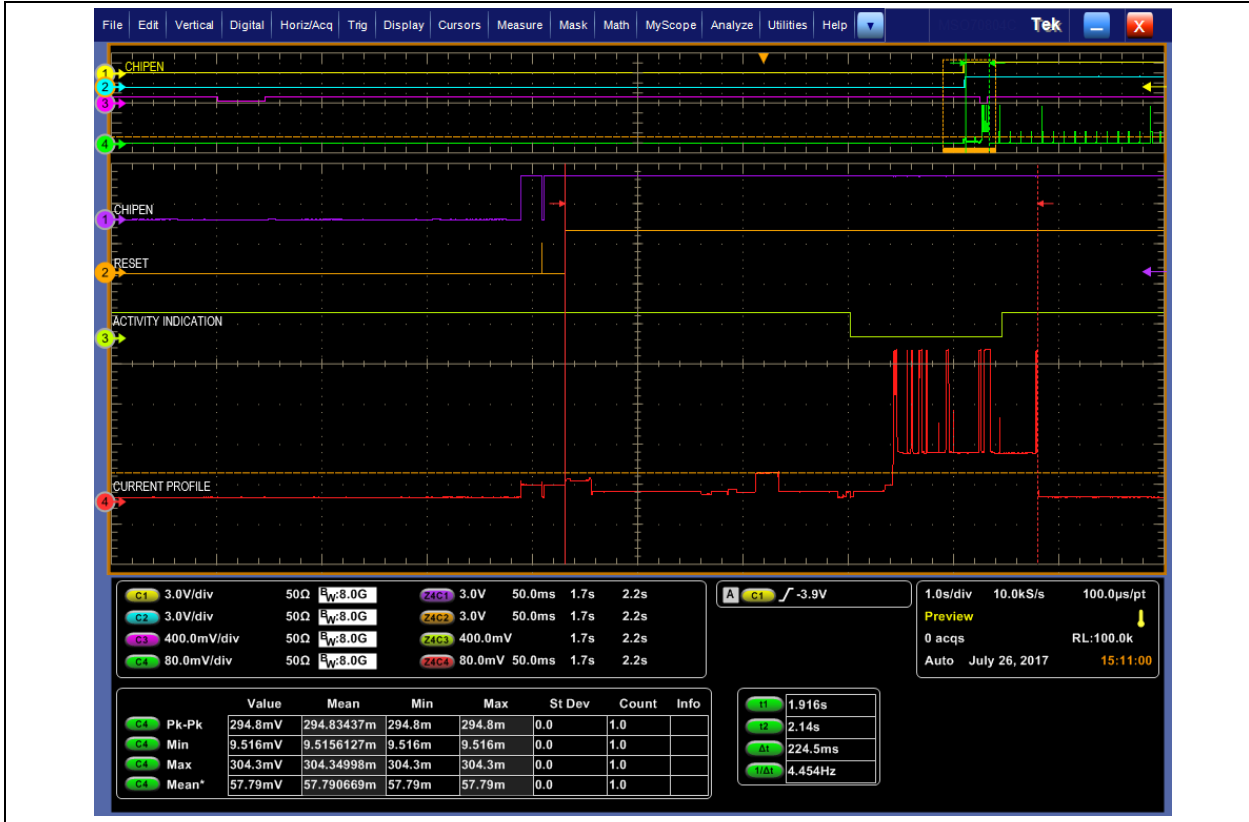 File Edit Vertical Digital Horiz/Acq Trig Display Cursors Measure Mask Math MyScope Analyze Utilities Help Tek X
1 CHIPEN
2
3
4
CHIPEN
1
RESET
2
ACTIVITY INDICATION
3
CURRENT PROFILE
4
C1 3.0V/div 50Ω BW:8.0G
C2 3.0V/div 50Ω BW:8.0G
C3 400.0mV/div 50Ω BW:8.0G
C4 80.0mV/div 50Ω BW:8.0G
Z4C1 3.0V 50.0ms 1.7s 2.2s
Z4C2 3.0V 50.0ms 1.7s 2.2s
Z4C3 400.0mV 1.7s 2.2s
Z4C4 80.0mV 50.0ms 1.7s 2.2s
A C1 -3.9V
1.0s/div 10.0kS/s 100.0µs/pt
Preview
0 acqs RL:100.0k
Auto July 26, 2017 15:11:00
Value Mean Min Max St Dev Count Info
C4 Pk-Pk 294.8mV 294.83437m 294.8m 294.8m 0.0 1.0
C4 Min 9.516mV 9.5156127m 9.516m 9.516m 0.0 1.0
C4 Max 304.3mV 304.34998m 304.3m 304.3m 0.0 1.0
C4 Mean* 57.79mV 57.790669m 57.79m 57.79m 0.0 1.0
t1 1.916s
t2 2.14s
Δt 224.5ms
1/Δt 4.454Hz